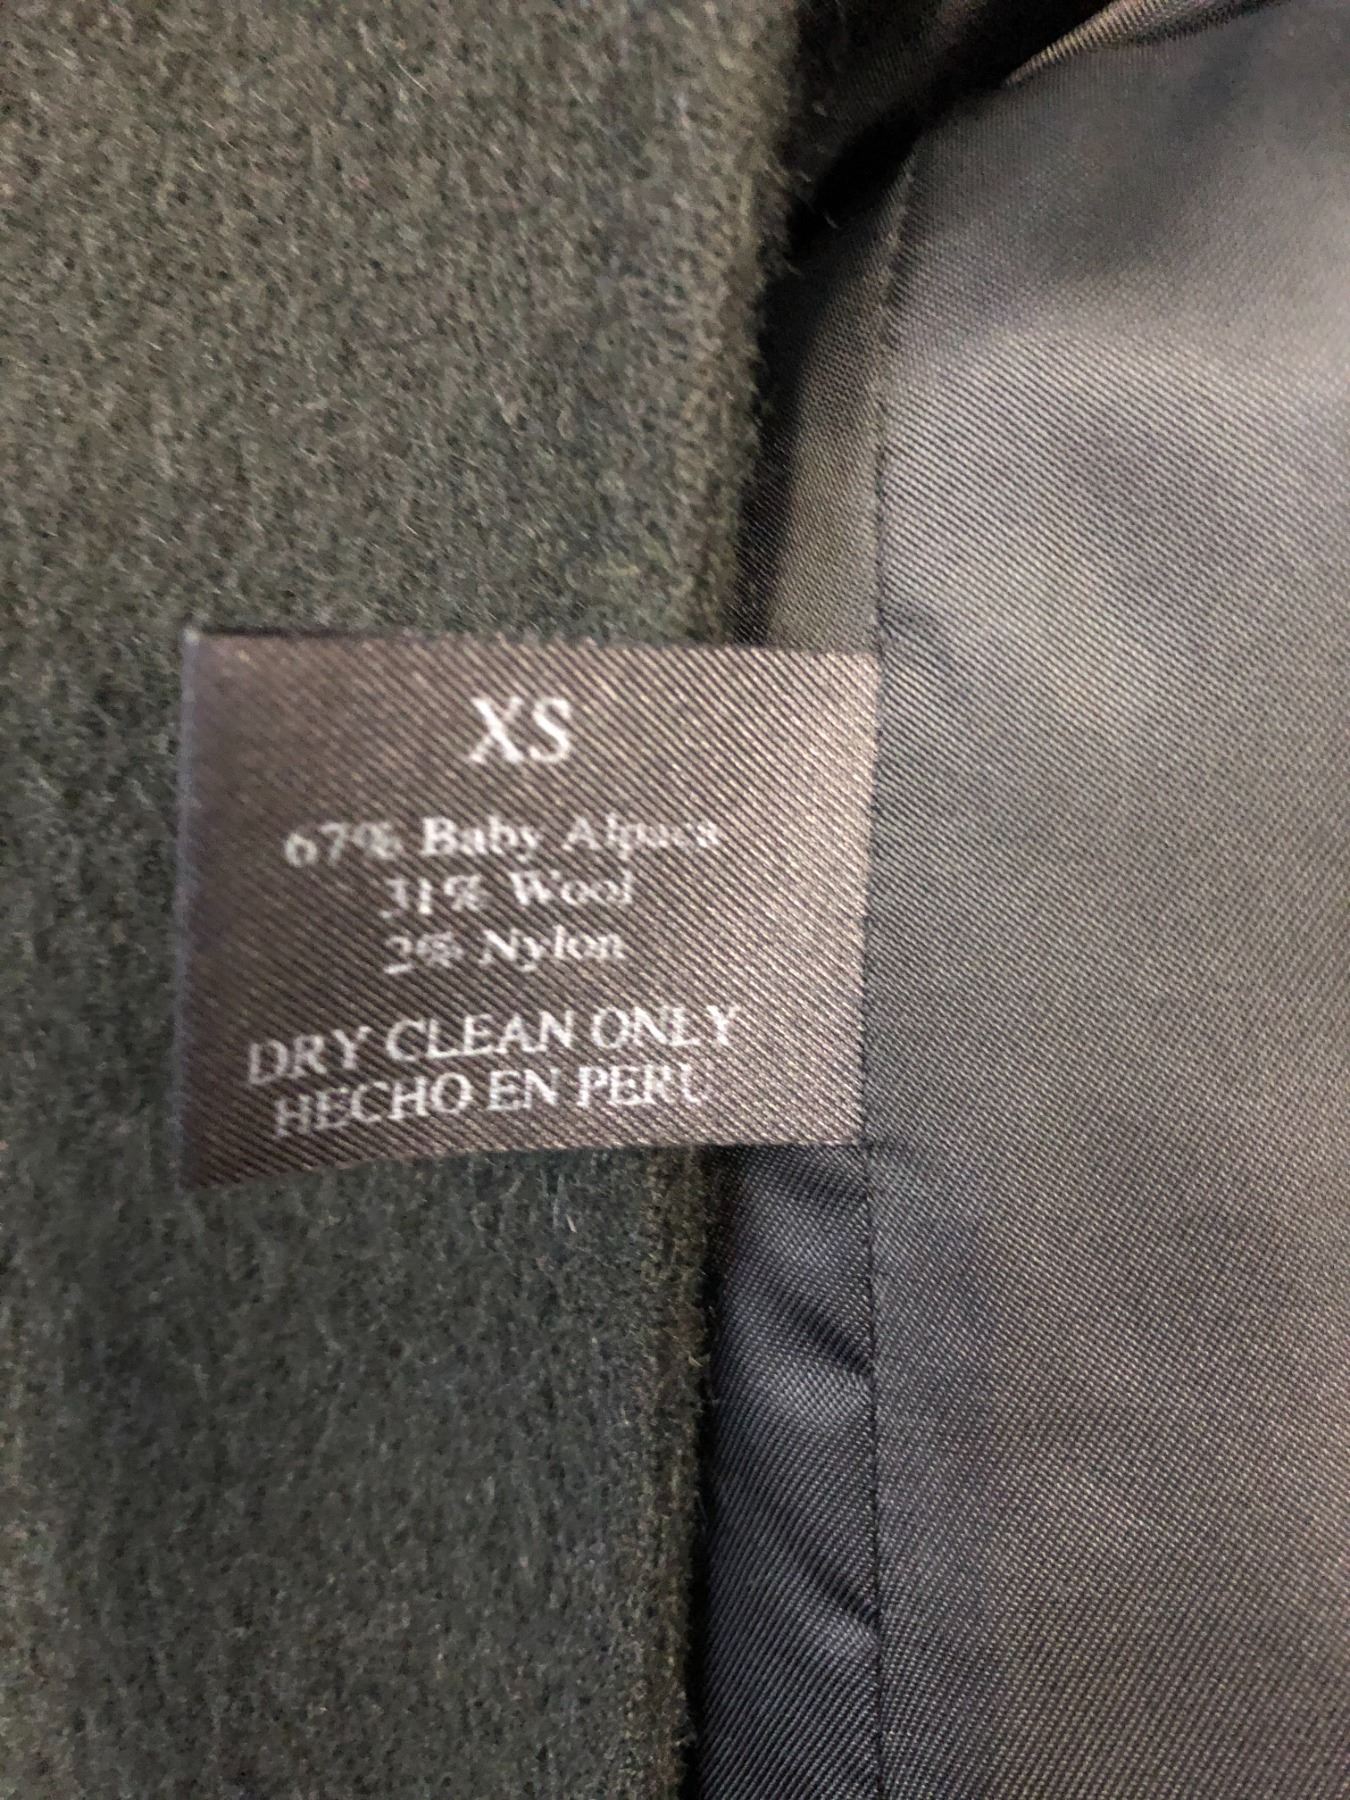 XS
67% Baby Alpaca
31% Wool
2% Nylon
DRY CLEAN ONLY
HECHO EN PERU